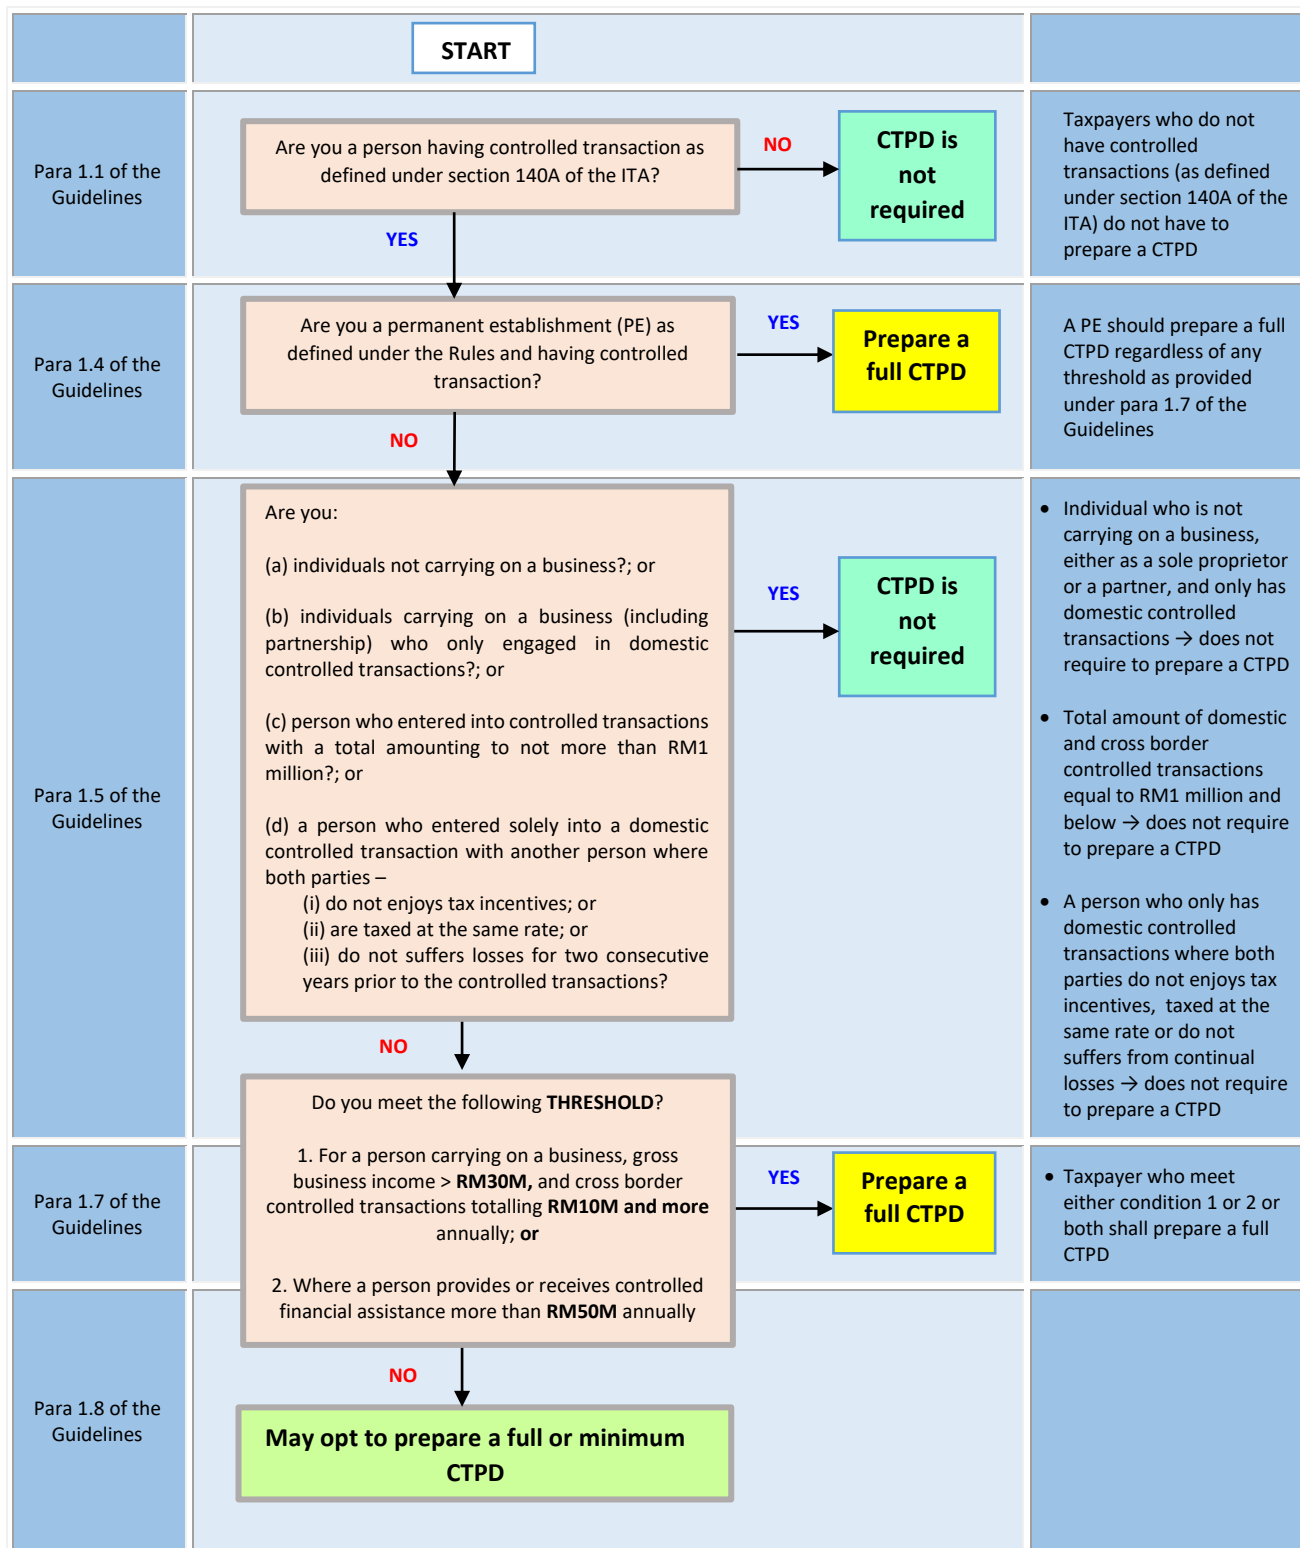 START
Para 1.1 of the
Guidelines
Are you a person having controlled transaction as
defined under section 140A of the ITA?
NO
CTPD is
not
required
Taxpayers who do not
have controlled
transactions (as defined
under section 140A of the
ITA) do not have to
prepare a CTPD
YES
Para 1.4 of the
Guidelines
Are you a permanent establishment (PE) as
defined under the Rules and having controlled
transaction?
YES
Prepare a
full CTPD
A PE should prepare a full
CTPD regardless of any
threshold as provided
under para 1.7 of the
Guidelines
NO
Para 1.5 of the
Guidelines
Are you:
(a) individuals not carrying on a business?; or
(b) individuals carrying on a business (including
partnership) who only engaged in domestic
controlled transactions?; or
(c) person who entered into controlled transactions
with a total amounting to not more than RM1
million?; or
(d) a person who entered solely into a domestic
controlled transaction with another person where
both parties –
(i) do not enjoys tax incentives; or
(ii) are taxed at the same rate; or
(iii) do not suffers losses for two consecutive
years prior to the controlled transactions?
YES
CTPD is
not
required
• Individual who is not
carrying on a business,
either as a sole proprietor
or a partner, and only has
domestic controlled
transactions → does not
require to prepare a CTPD
• Total amount of domestic
and cross border
controlled transactions
equal to RM1 million and
below → does not require
to prepare a CTPD
• A person who only has
domestic controlled
transactions where both
parties do not enjoys tax
incentives, taxed at the
same rate or do not
suffers from continual
losses → does not require
to prepare a CTPD
NO
Para 1.7 of the
Guidelines
Do you meet the following THRESHOLD?
1. For a person carrying on a business, gross
business income > RM30M, and cross border
controlled transactions totalling RM10M and more
annually; or
2. Where a person provides or receives controlled
financial assistance more than RM50M annually
YES
Prepare a
full CTPD
• Taxpayer who meet
either condition 1 or 2 or
both shall prepare a full
CTPD
NO
Para 1.8 of the
Guidelines
May opt to prepare a full or minimum
CTPD